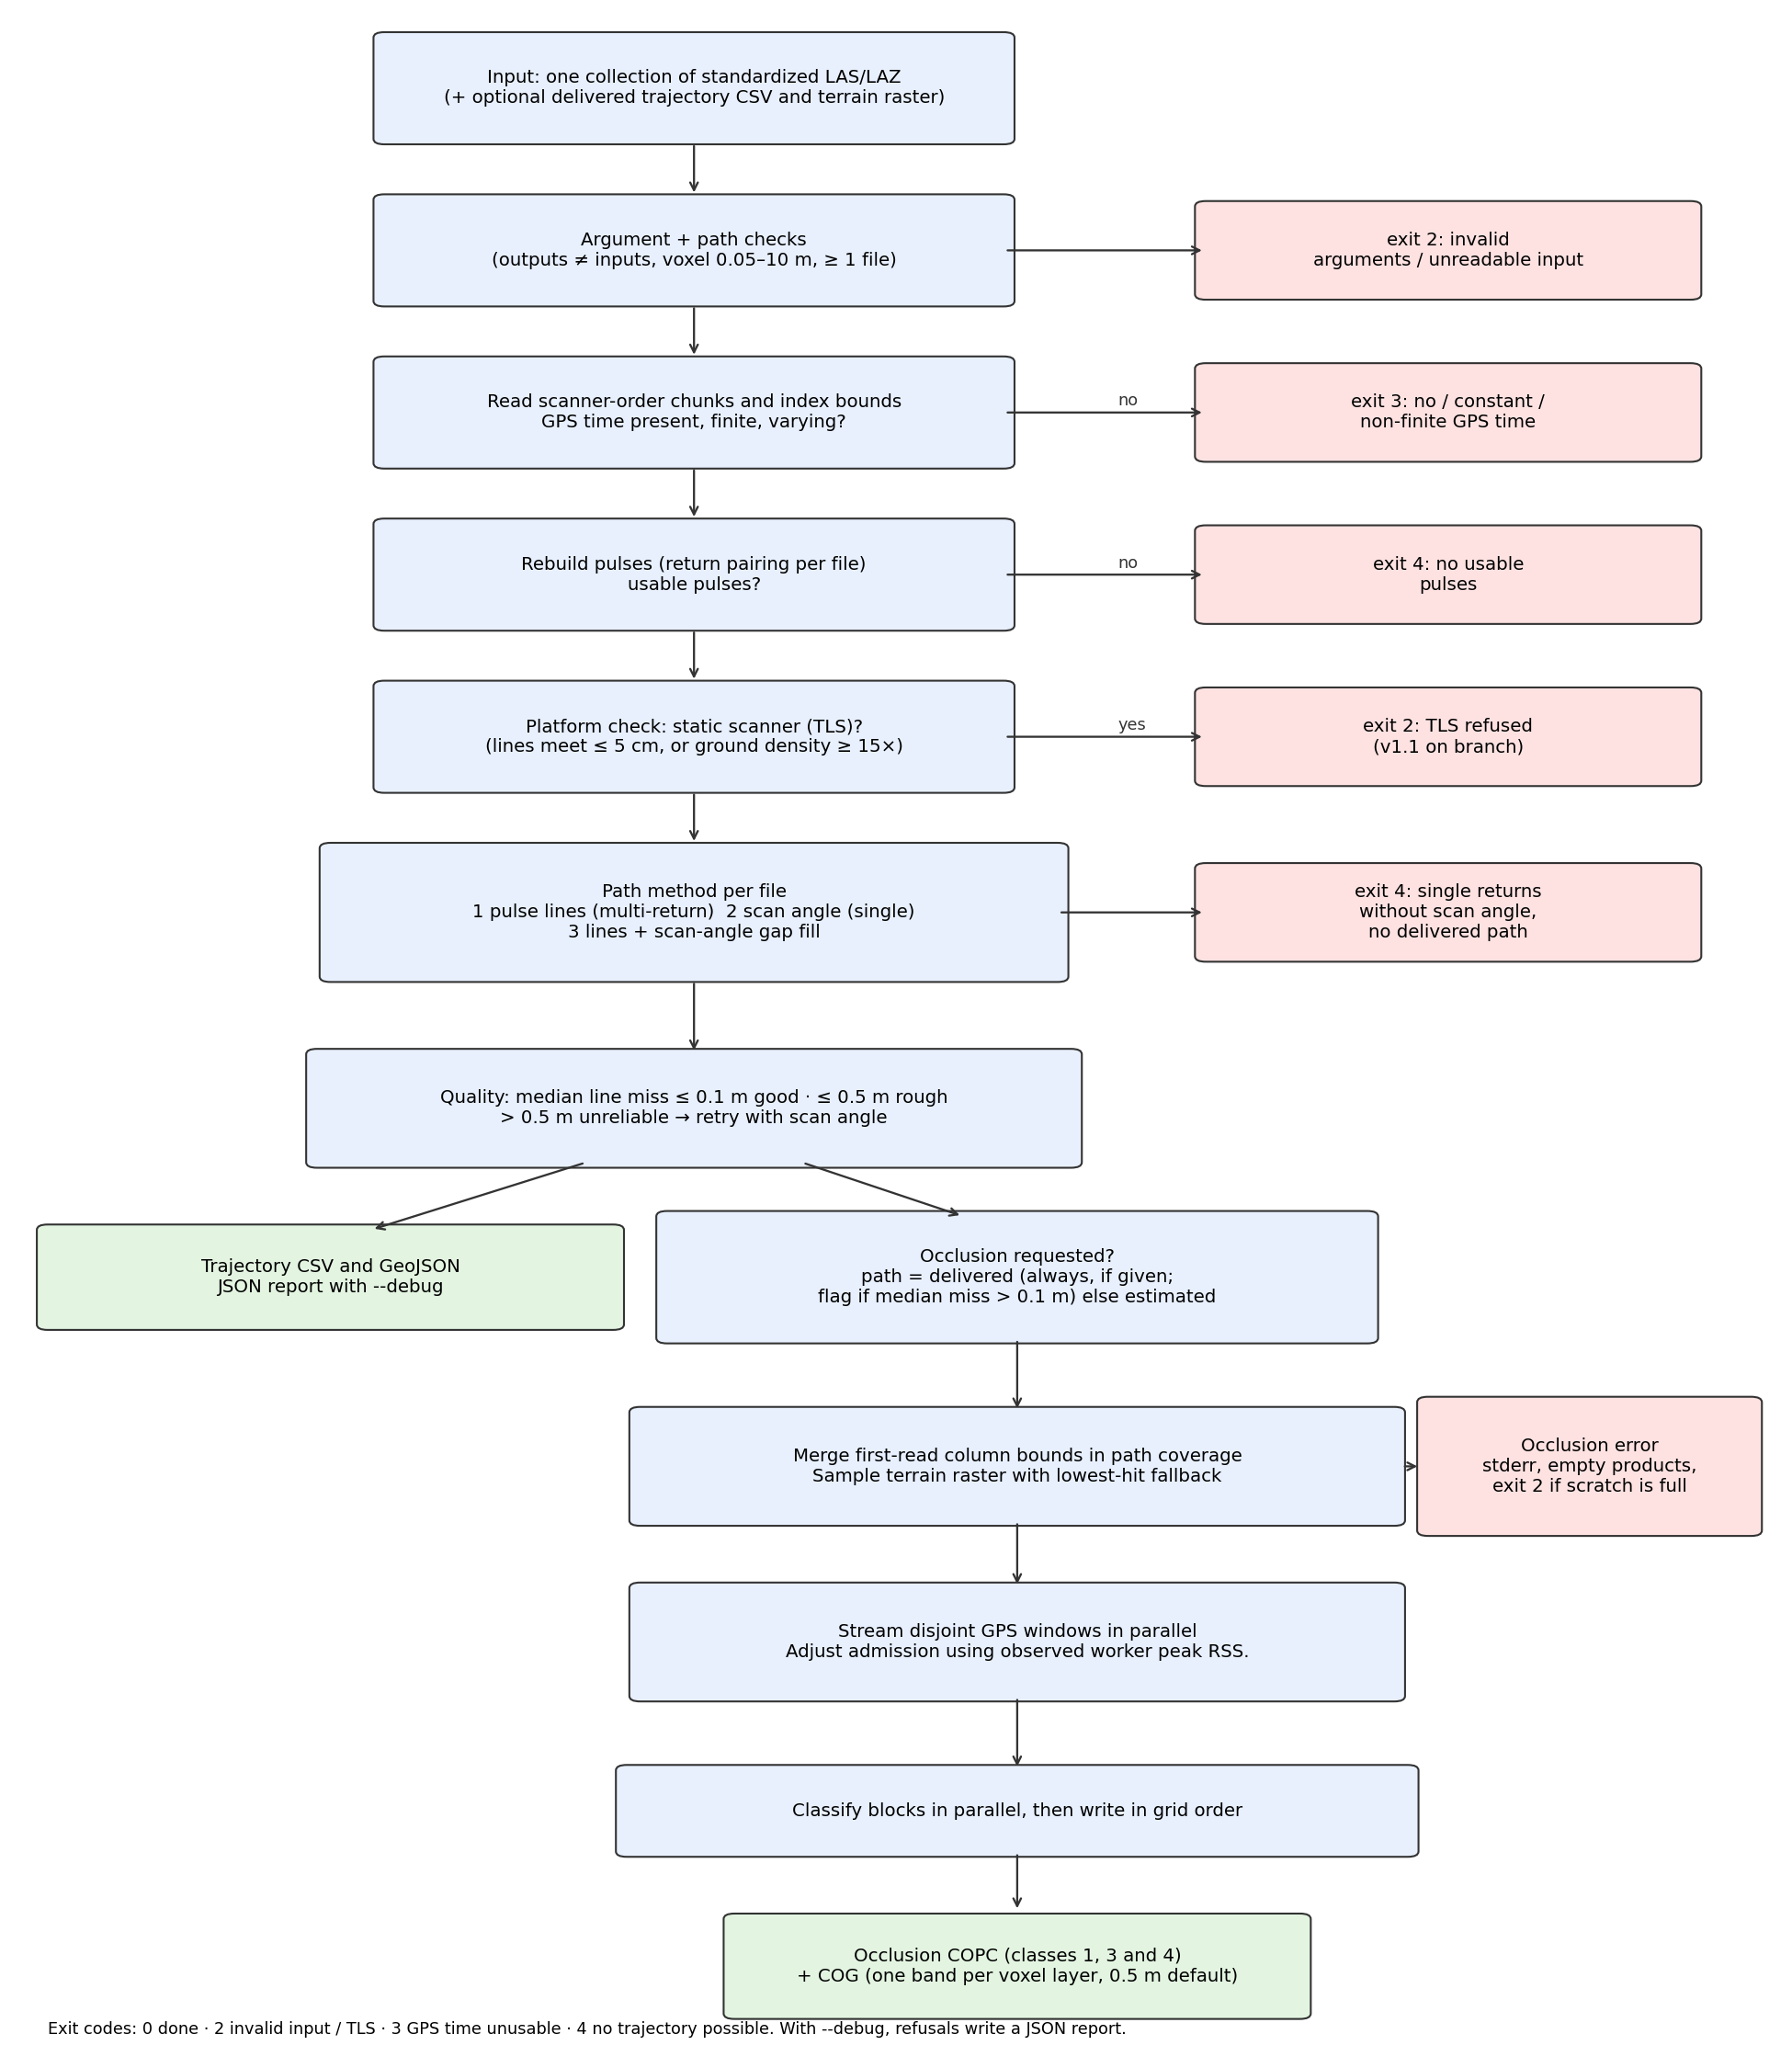 Input: one collection of standardized LAS/LAZ
(+ optional delivered trajectory CSV and terrain raster)
Argument + path checks
(outputs ≠ inputs, voxel 0.05–10 m, ≥ 1 file)
exit 2: invalid
arguments / unreadable input
Read scanner-order chunks and index bounds
GPS time present, finite, varying?
no
exit 3: no / constant /
non-finite GPS time
Rebuild pulses (return pairing per file)
usable pulses?
no
exit 4: no usable
pulses
Platform check: static scanner (TLS)?
(lines meet ≤ 5 cm, or ground density ≥ 15×)
yes
exit 2: TLS refused
(v1.1 on branch)
Path method per file
1 pulse lines (multi-return)  2 scan angle (single)
3 lines + scan-angle gap fill
exit 4: single returns
without scan angle,
no delivered path
Quality: median line miss ≤ 0.1 m good · ≤ 0.5 m rough
> 0.5 m unreliable → retry with scan angle
Trajectory CSV and GeoJSON
JSON report with --debug
Occlusion requested?
path = delivered (always, if given;
flag if median miss > 0.1 m) else estimated
Merge first-read column bounds in path coverage
Sample terrain raster with lowest-hit fallback
Occlusion error
stderr, empty products,
exit 2 if scratch is full
Stream disjoint GPS windows in parallel
Adjust admission using observed worker peak RSS.
Classify blocks in parallel, then write in grid order
Occlusion COPC (classes 1, 3 and 4)
+ COG (one band per voxel layer, 0.5 m default)
Exit codes: 0 done · 2 invalid input / TLS · 3 GPS time unusable · 4 no trajectory possible. With --debug, refusals write a JSON report.